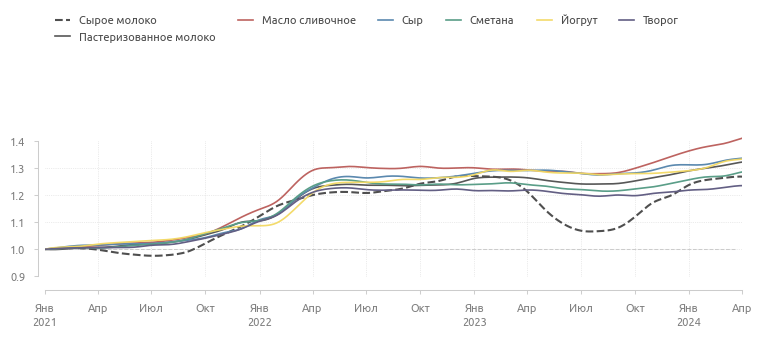 Сырое молоко Масло сливочное Сыр Сметана Йогрут Творог
Пастеризованное молоко
1.4
1.3
1.2
1.1
1.0
0.9
Янв Апр Июл Окт Янв Апр Июл Окт Янв Апр Июл Окт Янв Апр
2021 2022 2023 2024